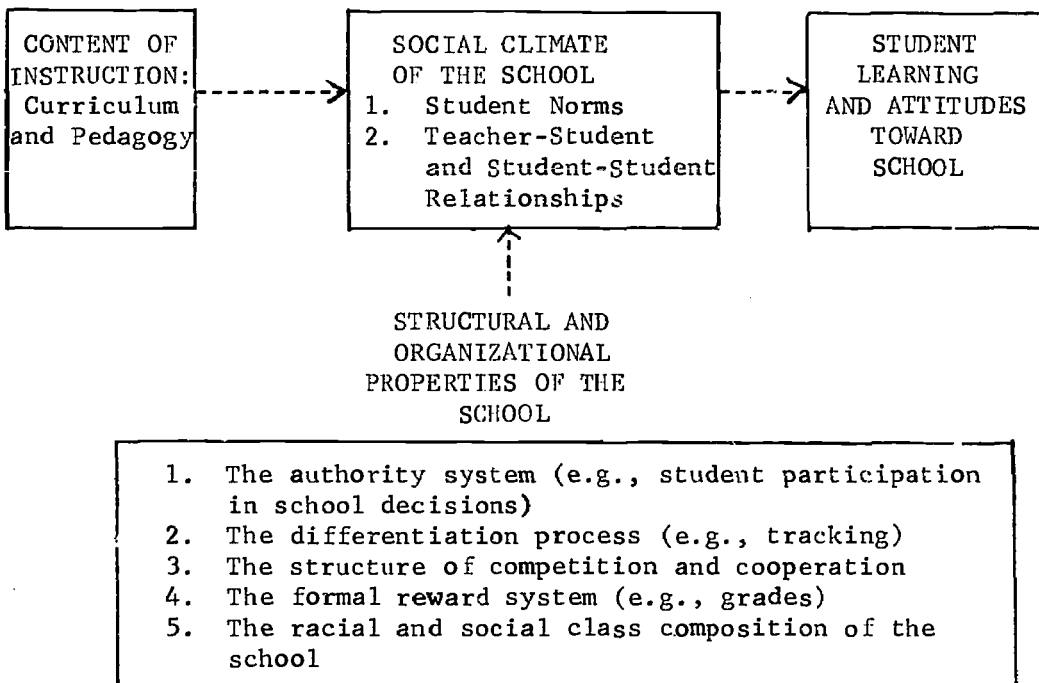 CONTENT OF
INSTRUCTION:
Curriculum
and Pedagogy
SOCIAL CLIMATE
OF THE SCHOOL
1. Student Norms
2. Teacher-Student
and Student-Student
Relationships
STUDENT
LEARNING
AND ATTITUDES
TOWARD
SCHOOL
STRUCTURAL AND
ORGANIZATIONAL
PROPERTIES OF THE
SCHOOL
1. The authority system (e.g., student participation
in school decisions)
2. The differentiation process (e.g., tracking)
3. The structure of competition and cooperation
4. The formal reward system (e.g., grades)
5. The racial and social class composition of the
school